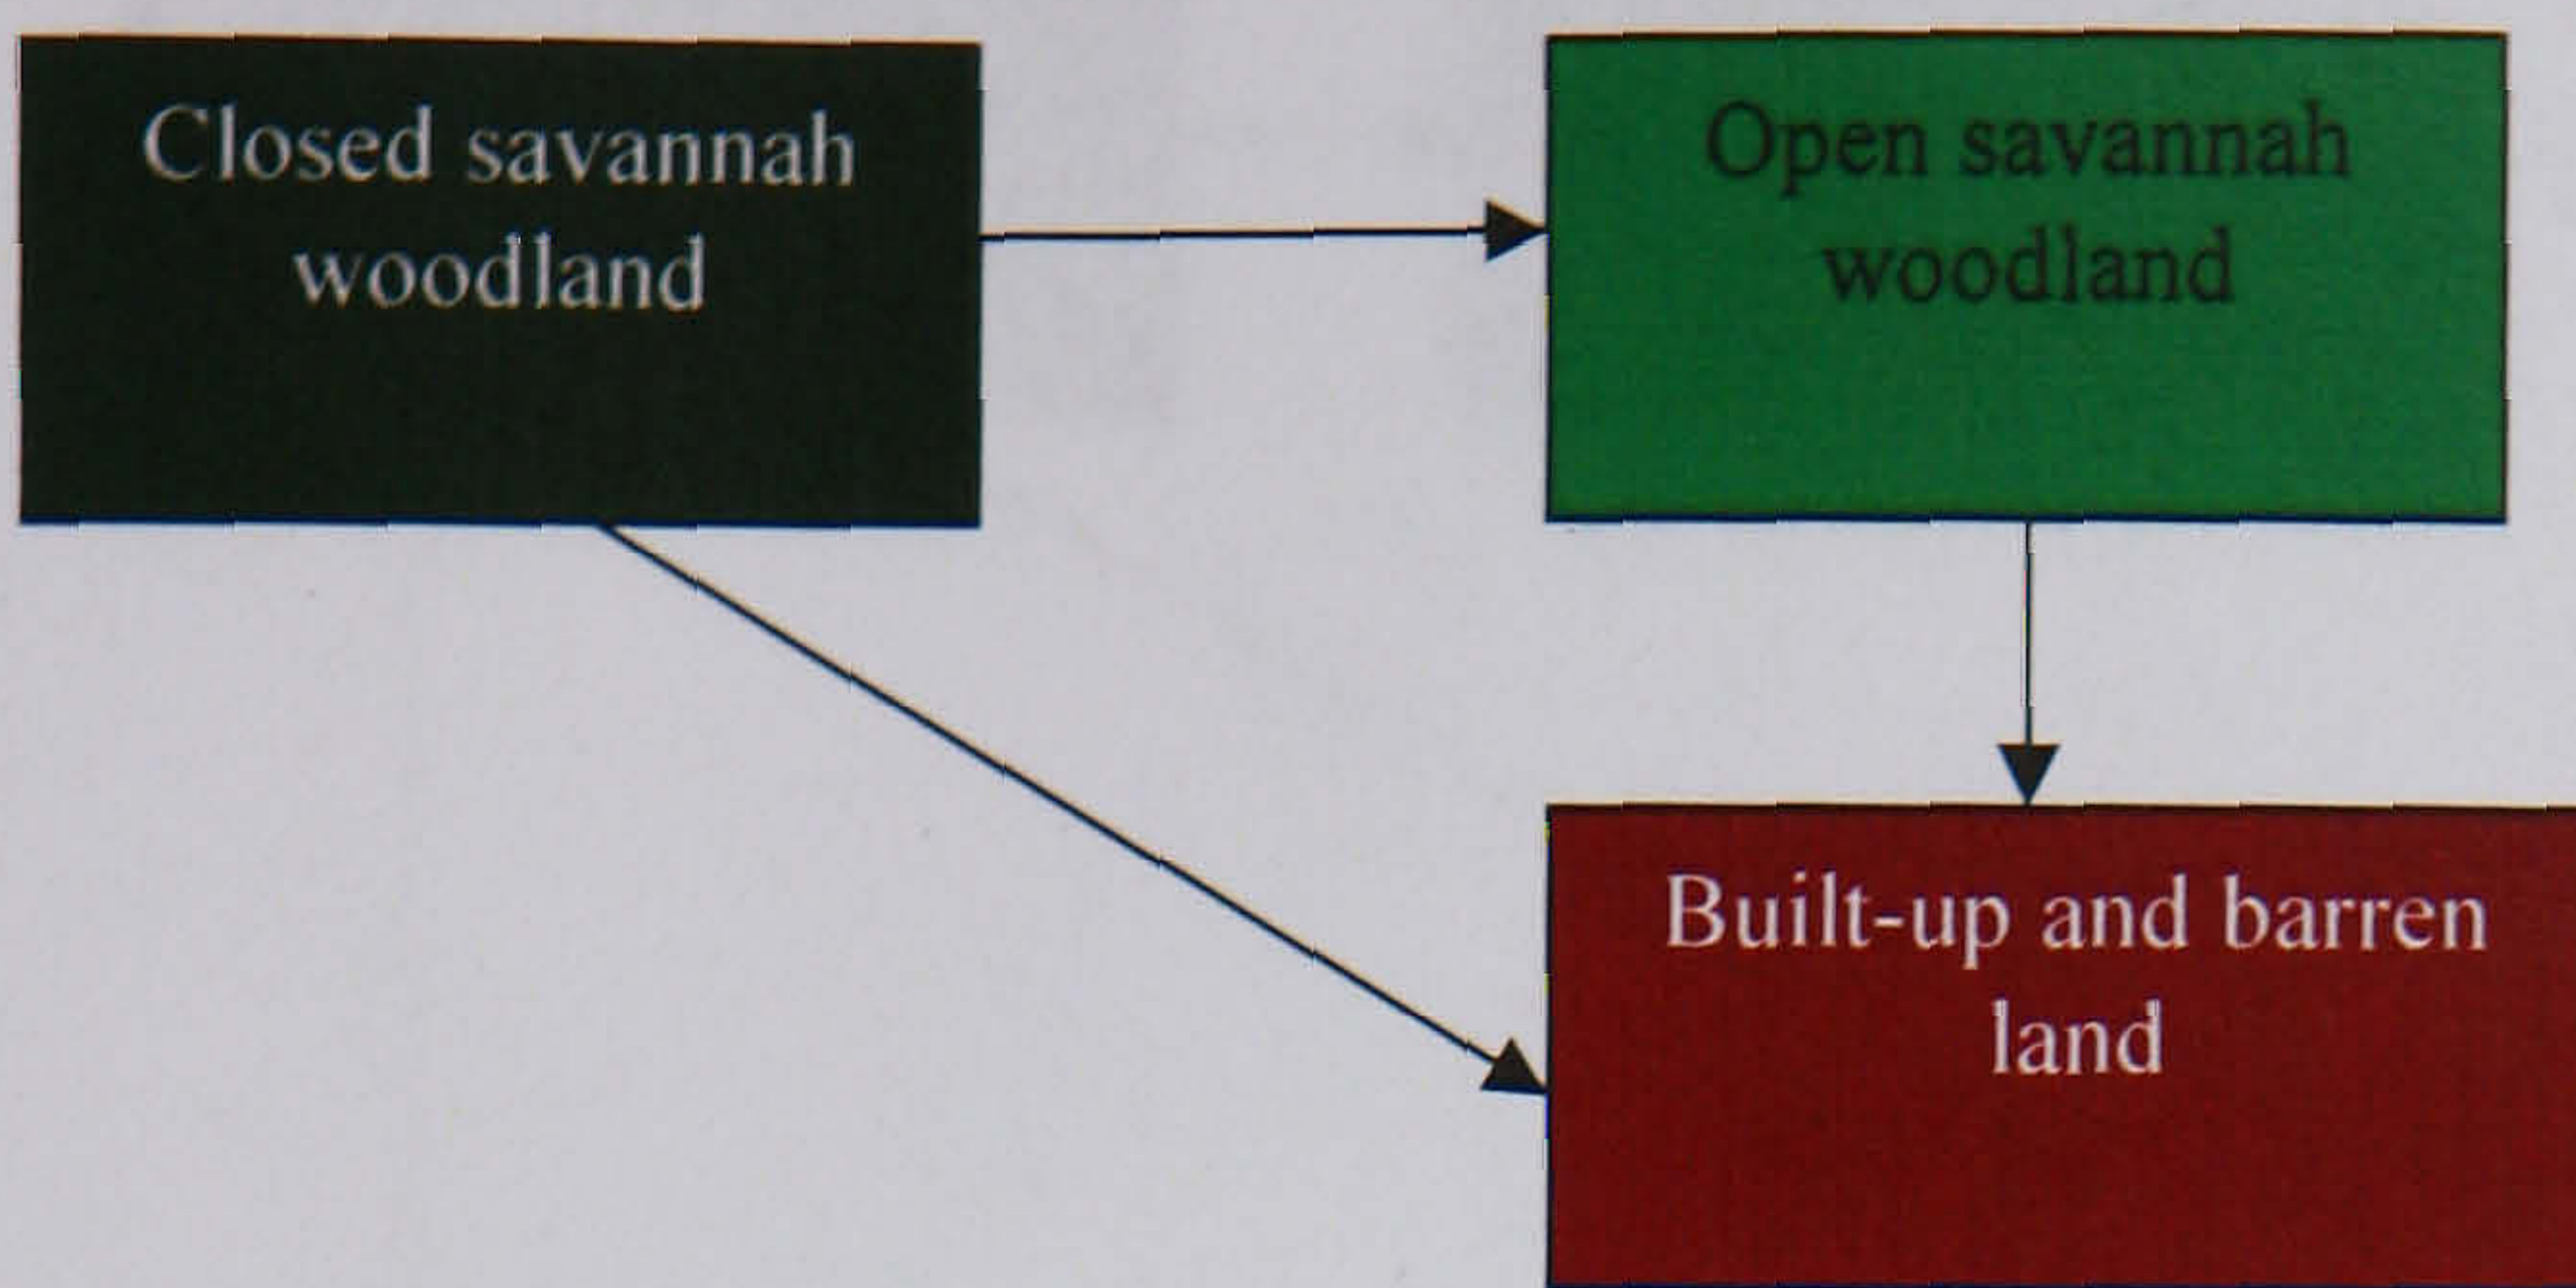 Closed savannah
woodland
Open savannah
woodland
Built-up and barren
land